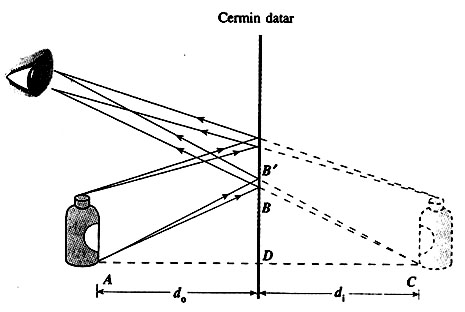 Cermin datar
B'
B
A
D
C
d₀
dᵢ